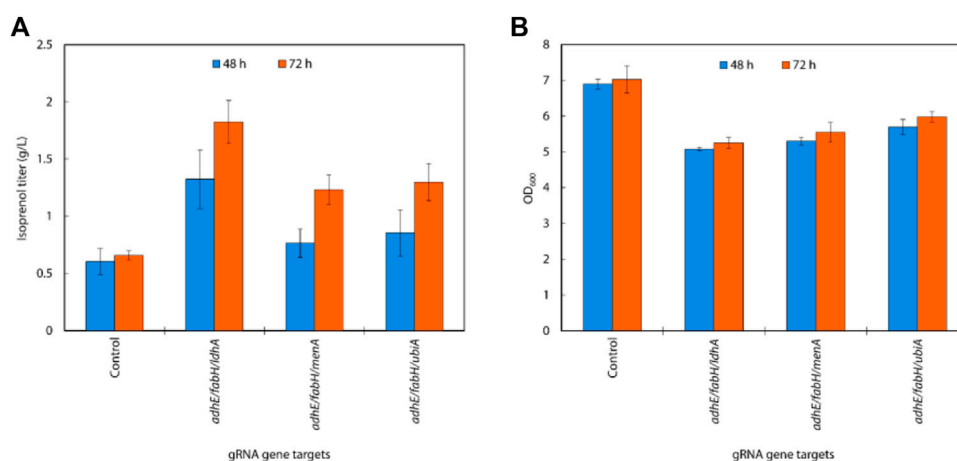 A
2.5
2
1.5
1
0.5
0
Isoprenol titer (g/L)
48 h
72 h
Control
adhE/fabH/ldhA
adhE/fabH/menA
adhE/fabH/ubiA
gRNA gene targets
B
8
7
6
5
4
3
2
1
0
OD600
48 h
72 h
Control
adhE/fabH/ldhA
adhE/fabH/menA
adhE/fabH/ubiA
gRNA gene targets